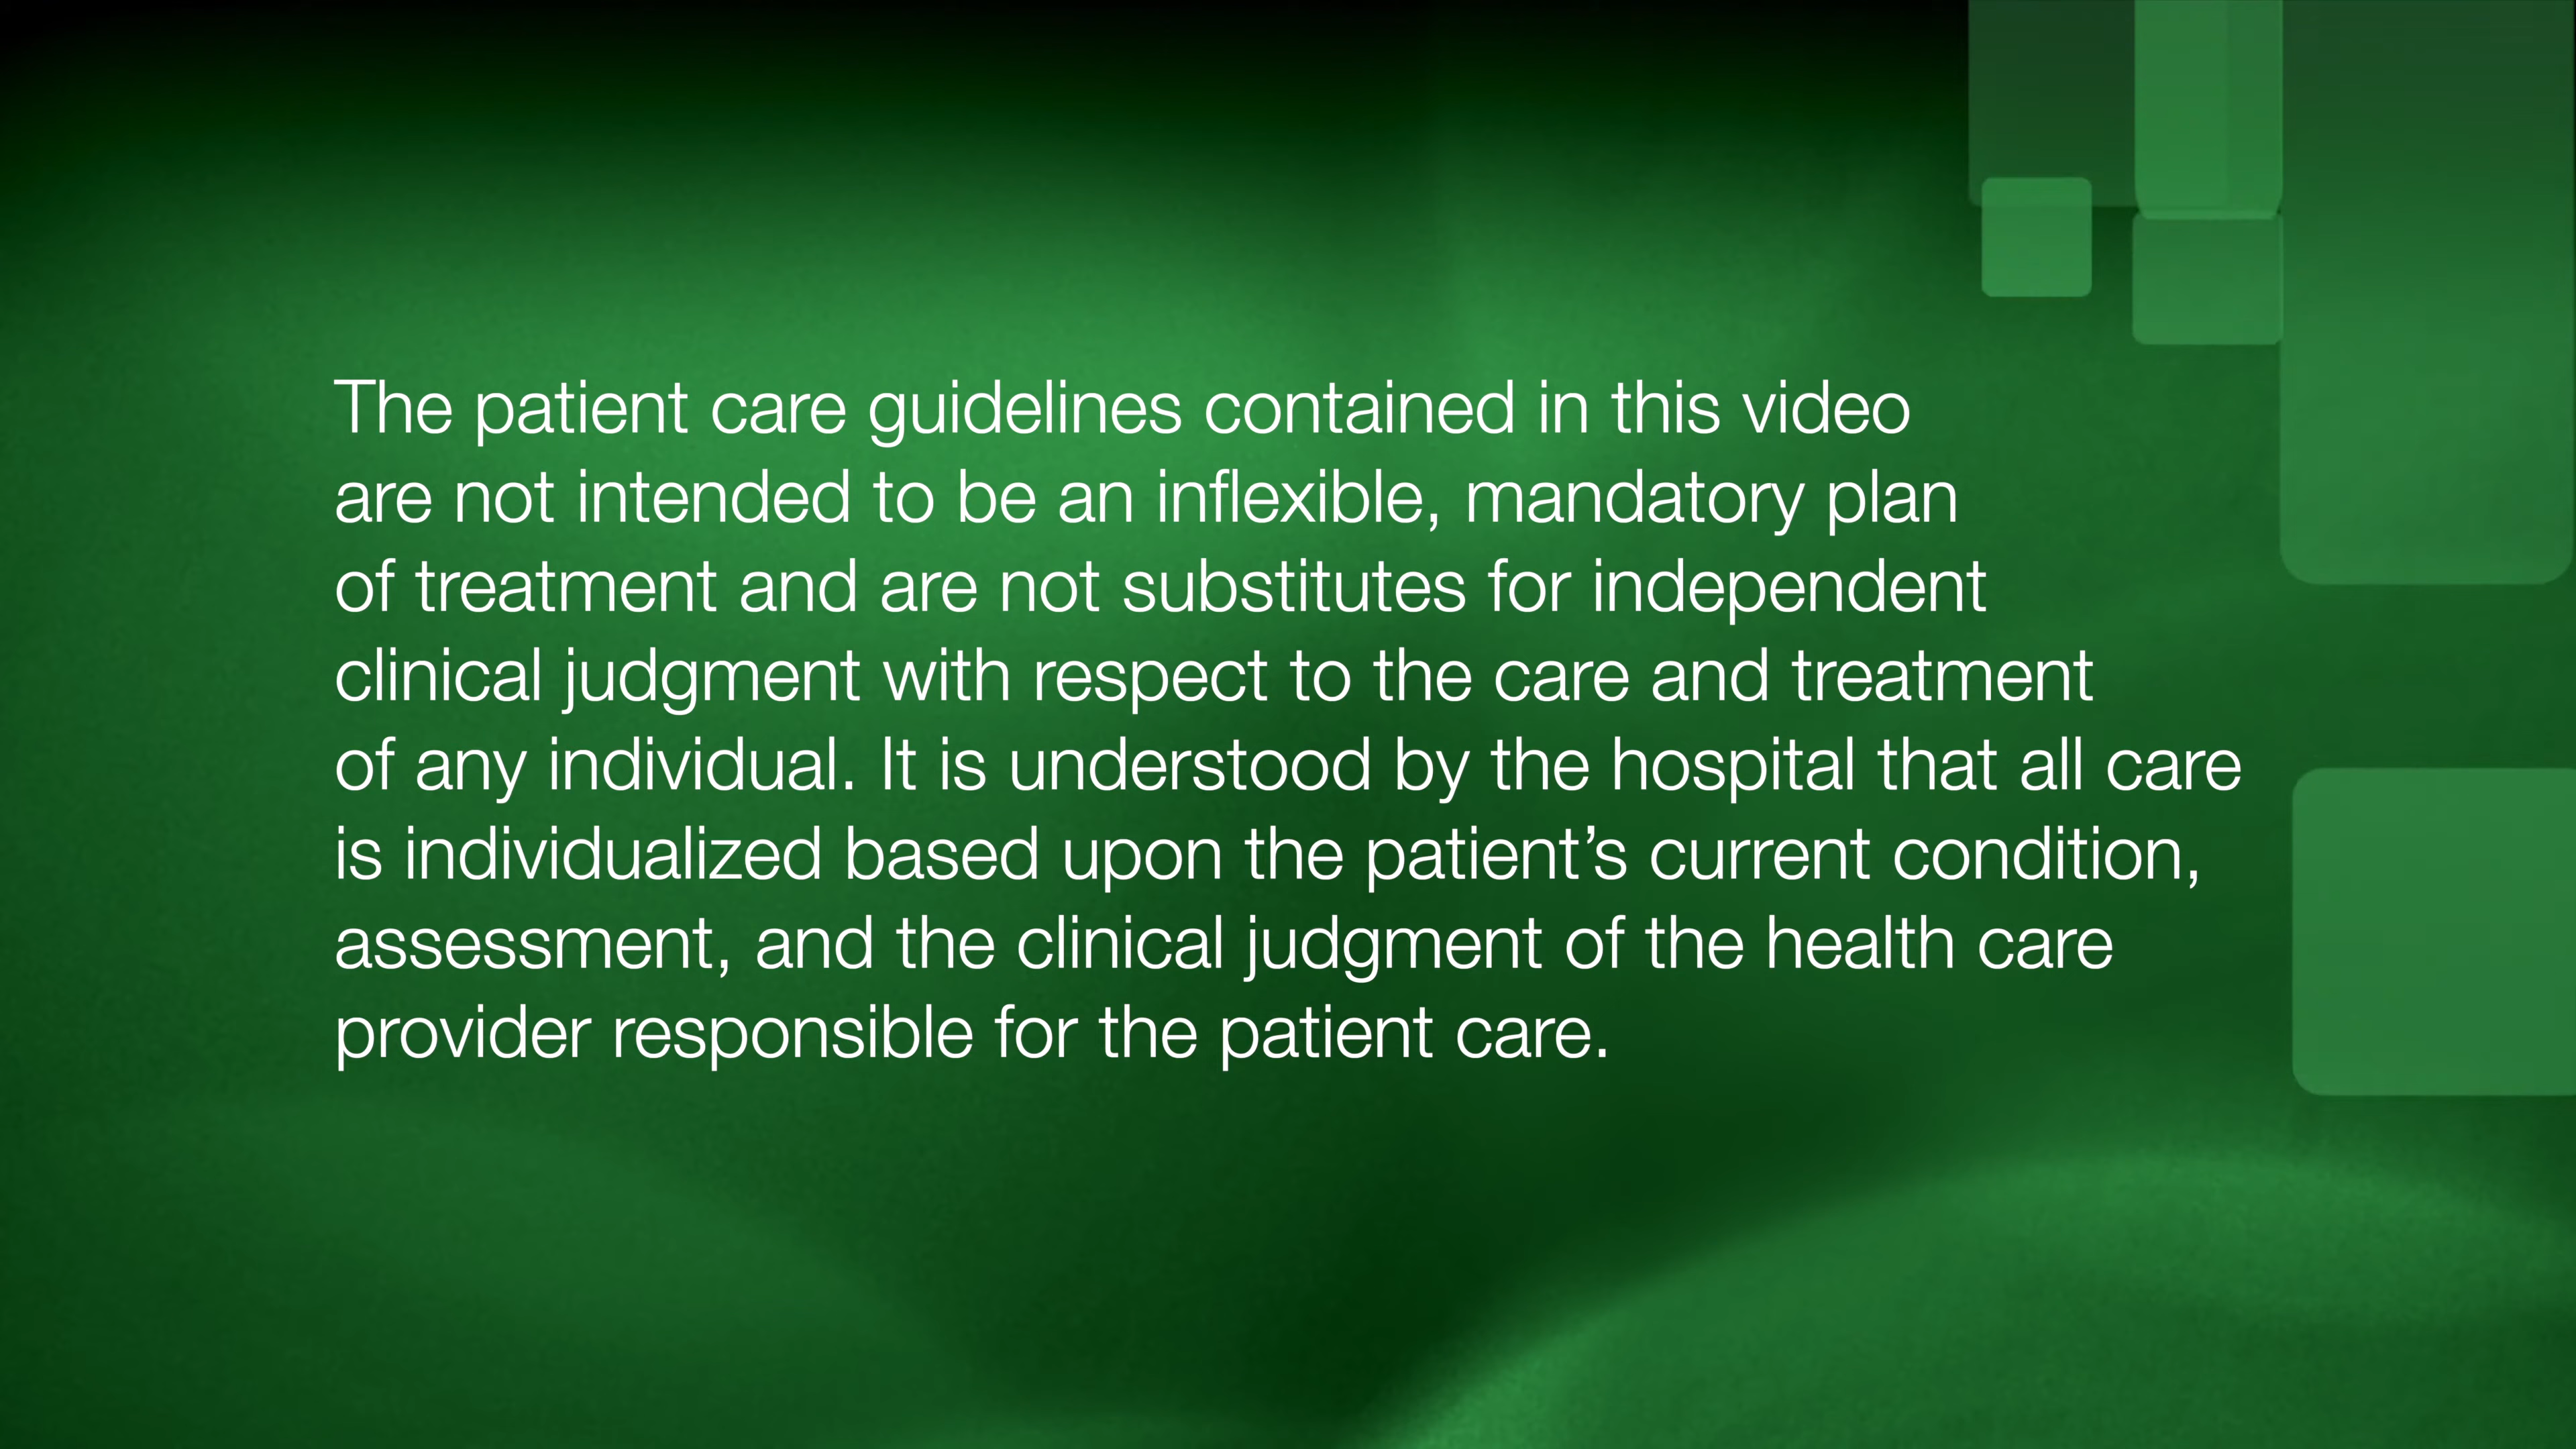 The patient care guidelines contained in this video
are not intended to be an inflexible, mandatory plan
of treatment and are not substitutes for independent
clinical judgment with respect to the care and treatment
of any individual. It is understood by the hospital that all care
is individualized based upon the patient’s current condition,
assessment, and the clinical judgment of the health care
provider responsible for the patient care.